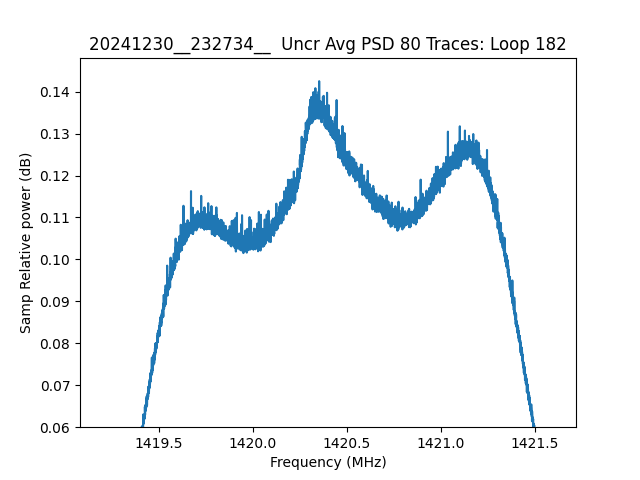 20241230__232734__  Uncr Avg PSD 80 Traces: Loop 182
0.14
0.13
0.12
0.11
0.10
0.09
0.08
0.07
0.06
Samp Relative power (dB)
1419.5 1420.0 1420.5 1421.0 1421.5
Frequency (MHz)